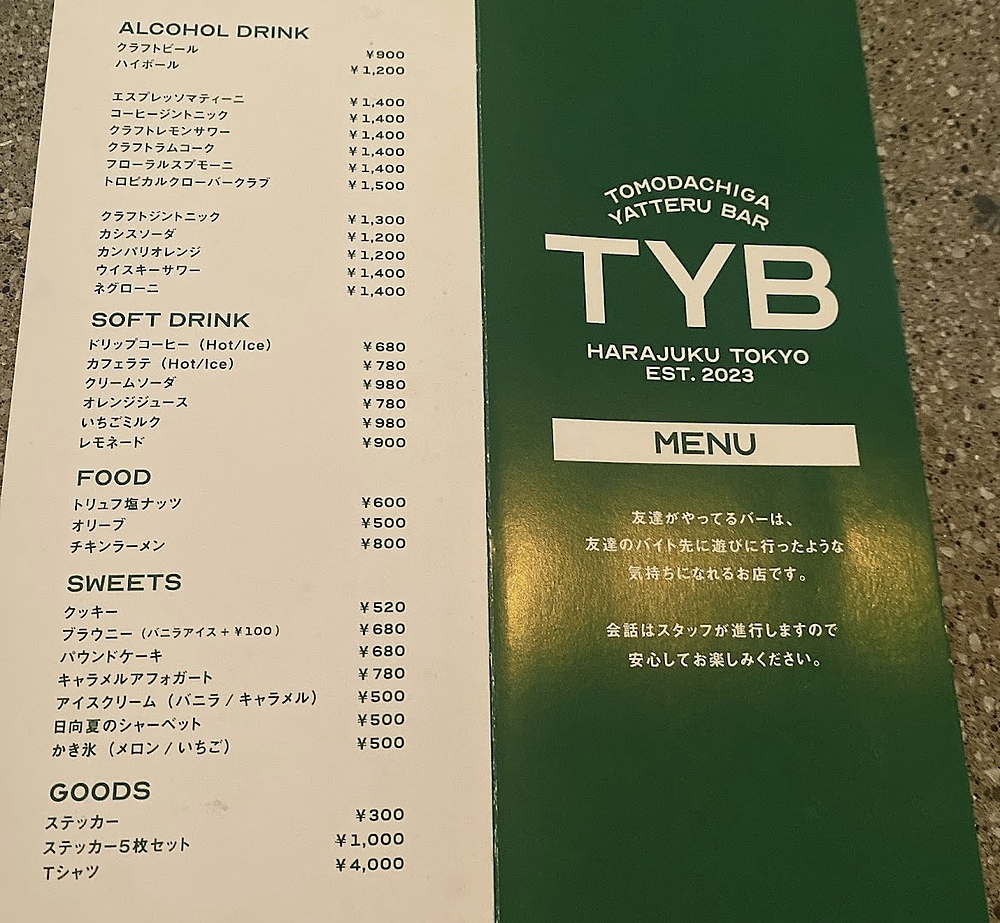 ALCOHOL DRINK
クラフトビール ¥900
ハイボール ¥1,200
エスプレッソマティーニ ¥1,400
コーヒージントニック ¥1,400
クラフトレモンサワー ¥1,400
クラフトラムコーク ¥1,400
フローラルスプモーニ ¥1,400
トロピカルクローバークラブ ¥1,500
クラフトジントニック ¥1,300
カシスソーダ ¥1,200
カンパリオレンジ ¥1,200
ウイスキーサワー ¥1,400
ネグローニ ¥1,400
SOFT DRINK
ドリップコーヒー (Hot/Ice) ¥680
カフェラテ (Hot/Ice) ¥780
クリームソーダ ¥980
オレンジジュース ¥780
いちごミルク ¥980
レモネード ¥900
FOOD
トリュフ塩ナッツ ¥600
オリーブ ¥500
チキンラーメン ¥800
SWEETS
クッキー ¥520
ブラウニー (バニラアイス+¥100) ¥680
パウンドケーキ ¥680
キャラメルアフォガート ¥780
アイスクリーム (バニラ / キャラメル) ¥500
日向夏のシャーベット ¥500
かき氷 (メロン / いちご) ¥500
GOODS
ステッカー ¥300
ステッカー5枚セット ¥1,000
Tシャツ ¥4,000
TOMODACHIGA
YATTERU BAR
TYB
HARAJUKU TOKYO
EST. 2023
MENU
友達がやってるバーは、
友達のバイト先に遊びに行ったような
気持ちになれるお店です。
会話はスタッフが進行しますので
安心してお楽しみください。